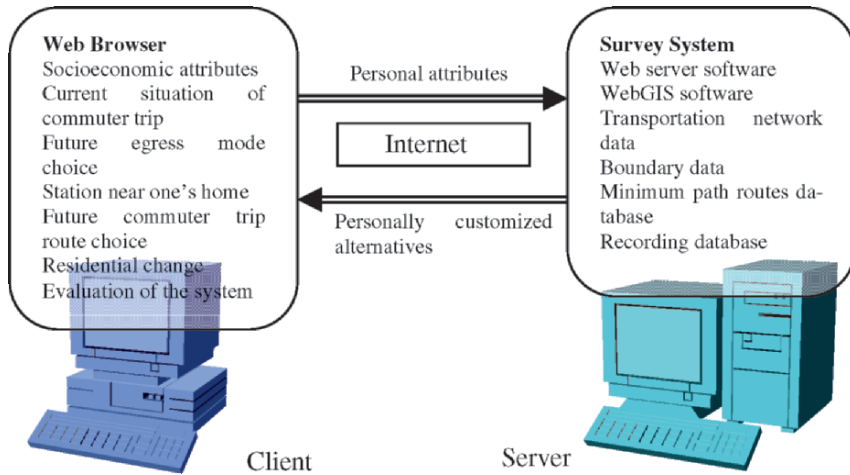 Web Browser
Socioeconomic attributes
Current situation of
commuter trip
Future egress mode
choice
Station near one's home
Future commuter trip
route choice
Residential change
Evaluation of the system
Personal attributes
Internet
Personally customized
alternatives
Survey System
Web server software
WebGIS software
Transportation network
data
Boundary data
Minimum path routes da-
tabase
Recording database
Client
Server